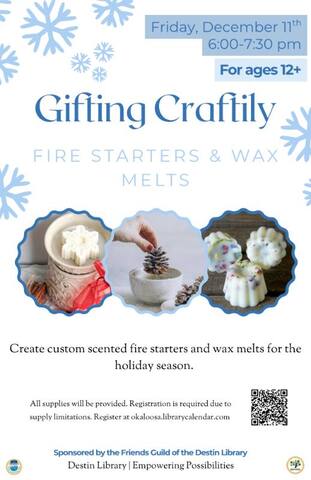 Friday, December 11th
6:00-7:30 pm
For ages 12+
Gifting Craftily
FIRE STARTERS & WAX
MELTS
Create custom scented fire starters and wax melts for the
holiday season.
All supplies will be provided. Registration is required due to
supply limitations. Register at okaloosa.librarycalendar.com
Sponsored by the Friends Guild of the Destin Library
Destin Library | Empowering Possibilities